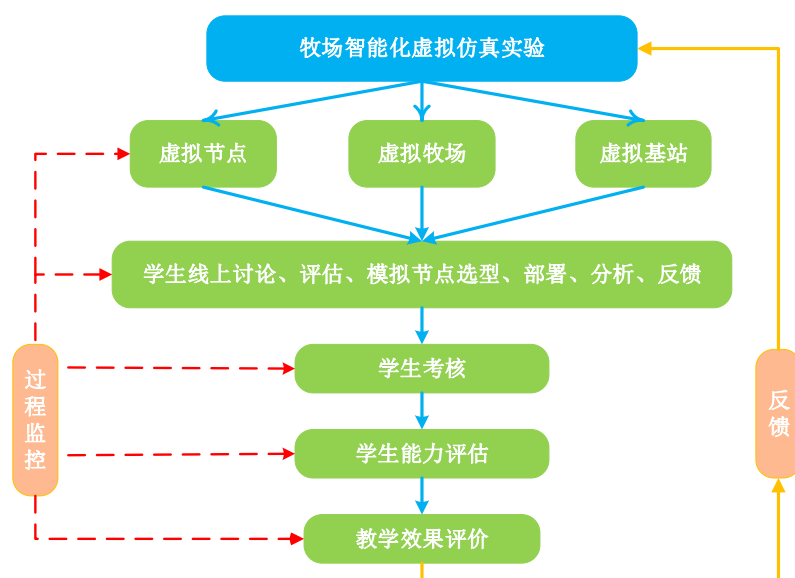 牧场智能化虚拟仿真实验
虚拟节点
虚拟牧场
虚拟基站
学生线上讨论、评估、模拟节点选型、部署、分析、反馈
学生考核
学生能力评估
教学效果评价
过程监控
反馈